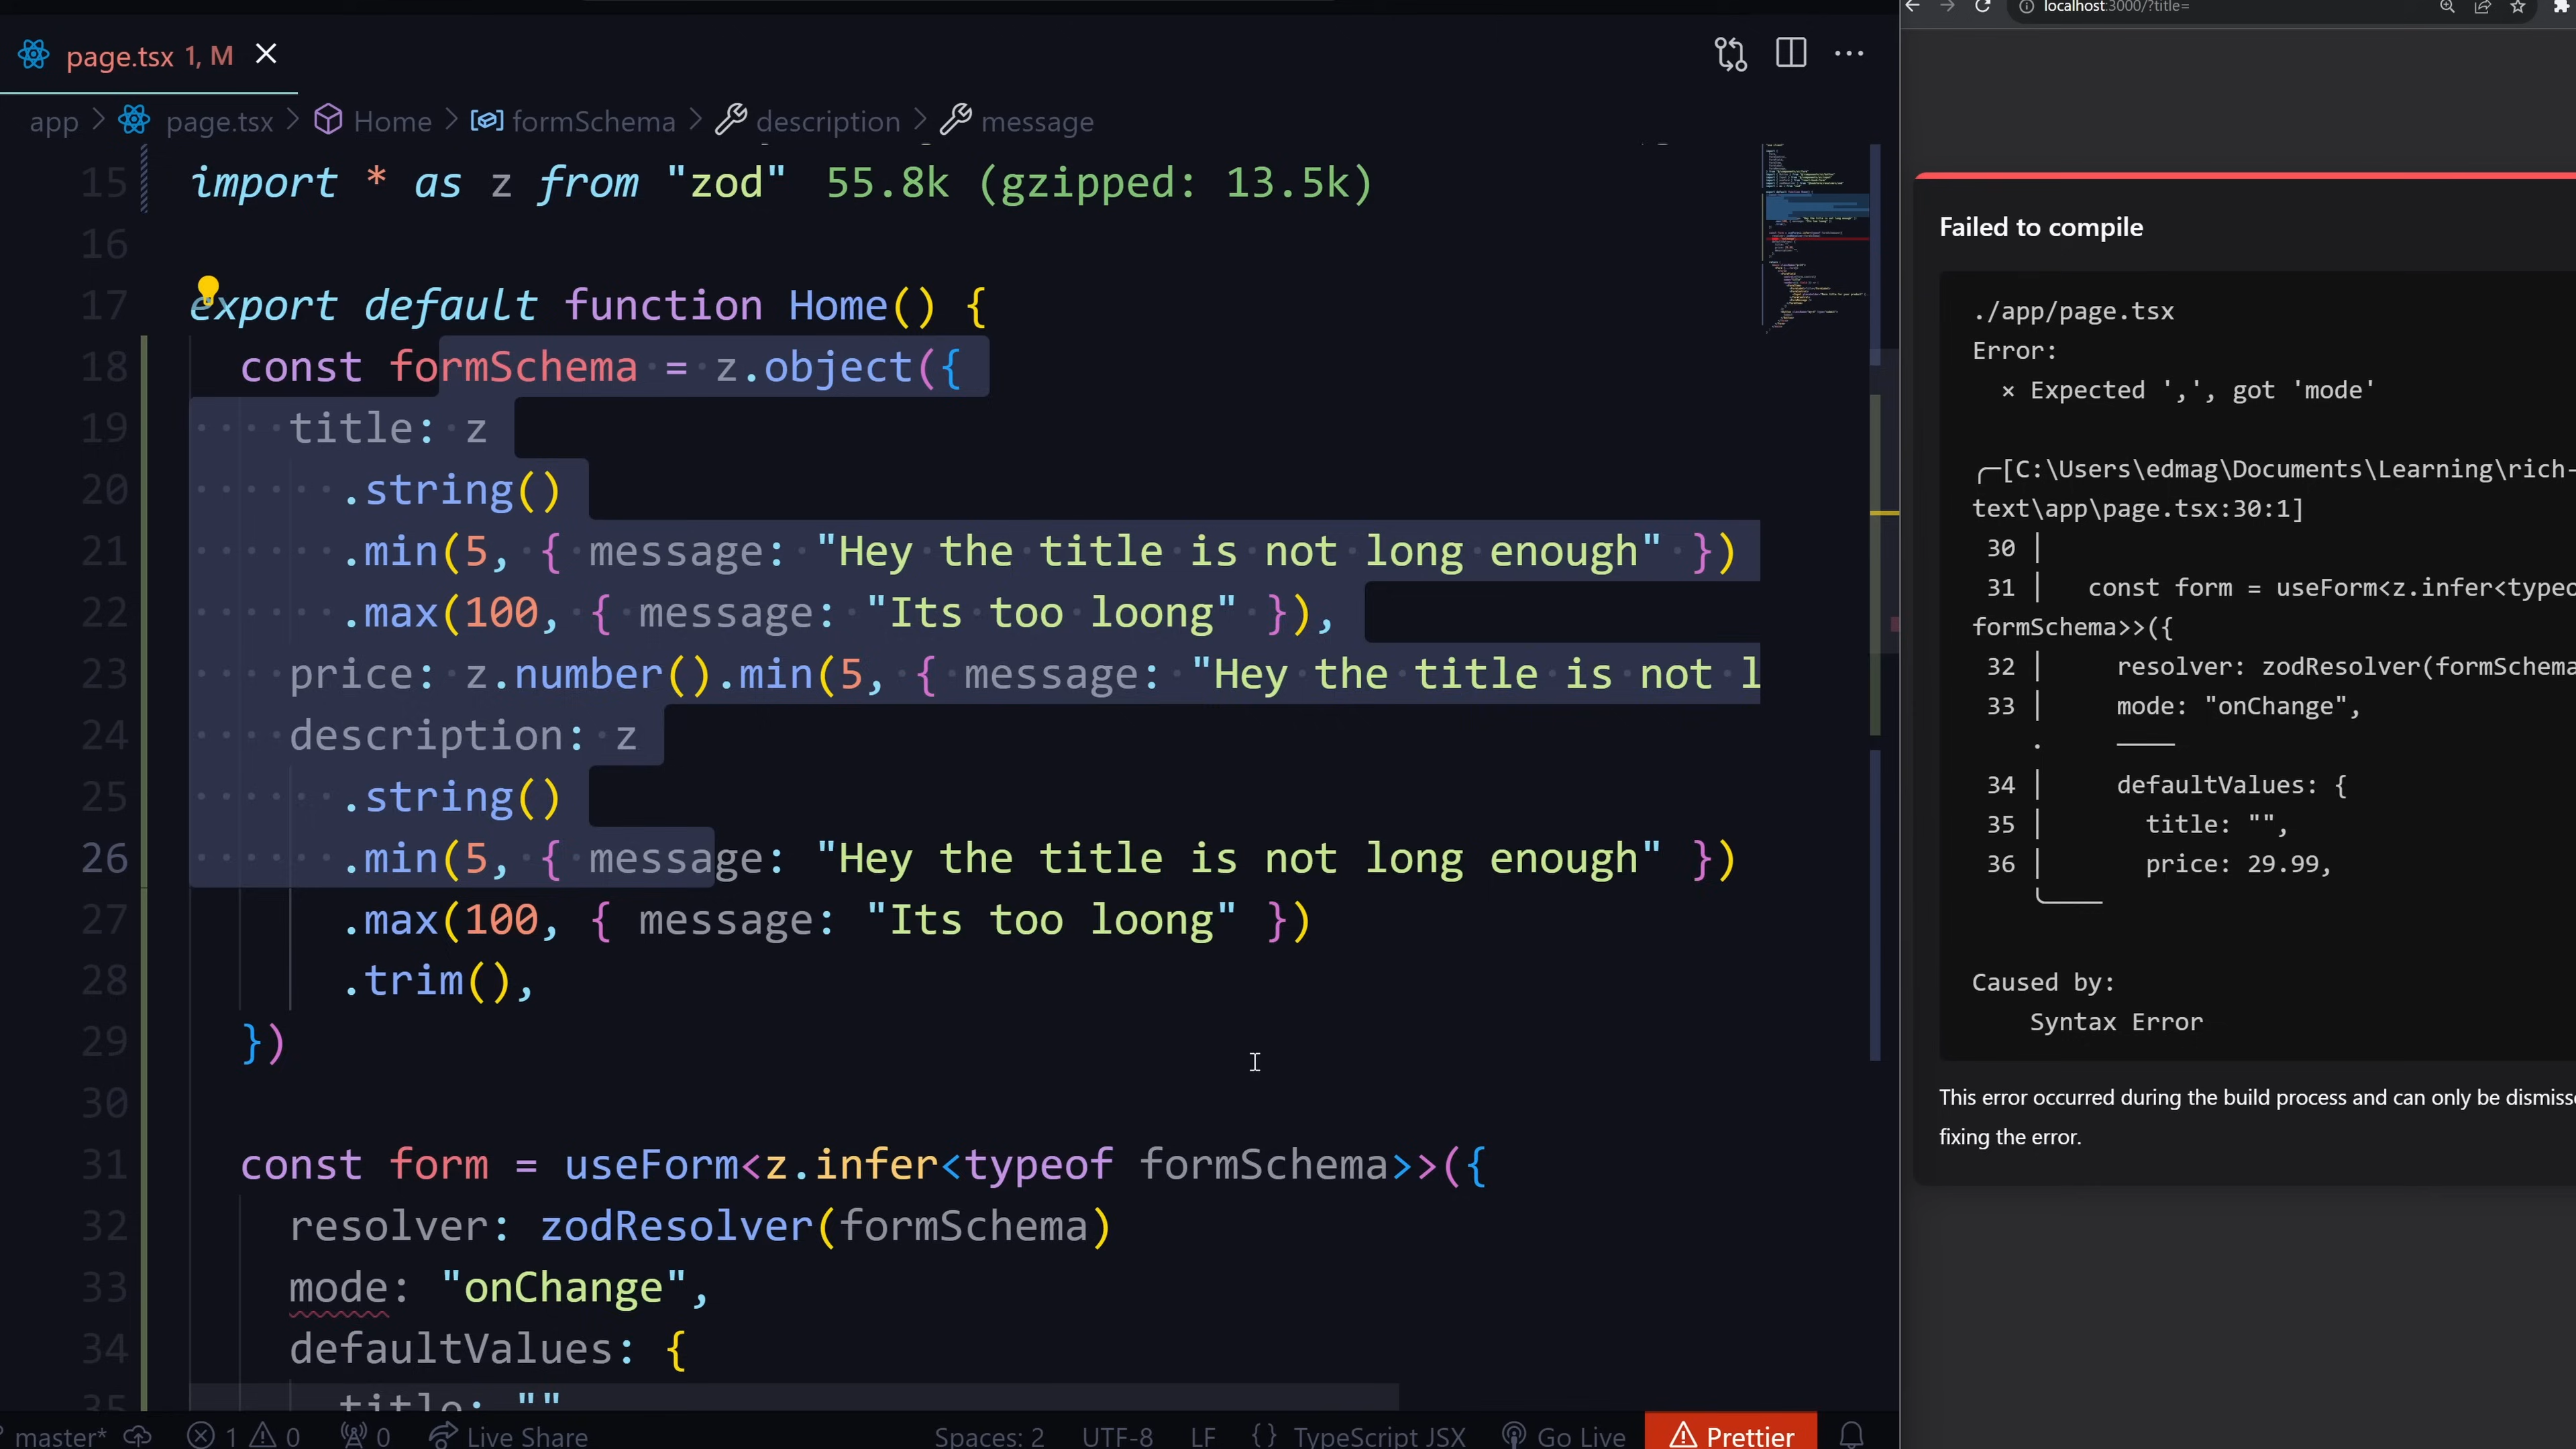 page.tsx 1, M
app > page.tsx > Home > formSchema > description > message
15 import * as z from "zod" 55.8k (gzipped: 13.5k)
16
17 export default function Home() {
18 const formSchema = z.object({
19 title: z
20 .string()
21 .min(5, { message: "Hey the title is not long enough" })
22 .max(100, { message: "Its too loong" }),
23 price: z.number().min(5, { message: "Hey the title is not l
24 description: z
25 .string()
26 .min(5, { message: "Hey the title is not long enough" })
27 .max(100, { message: "Its too loong" })
28 .trim(),
29 })
30
31 const form = useForm<z.infer<typeof formSchema>>({
32 resolver: zodResolver(formSchema)
33 mode: "onChange",
34 defaultValues: {
35 title: ""
master* 1 0 0 Live Share Spaces: 2 UTF-8 LF {} TypeScript JSX Go Live Prettier
localhost:3000/?title=
Failed to compile
./app/page.tsx
Error:
× Expected ',', got 'mode'
[C:\Users\edmag\Documents\Learning\rich-
text\app\page.tsx:30:1]
30 |
31 | const form = useForm<z.infer<typeo
formSchema>>({
32 | resolver: zodResolver(formSchema
33 | mode: "onChange",
34 | defaultValues: {
35 | title: "",
36 | price: 29.99,
Caused by:
Syntax Error
This error occurred during the build process and can only be dismiss
fixing the error.